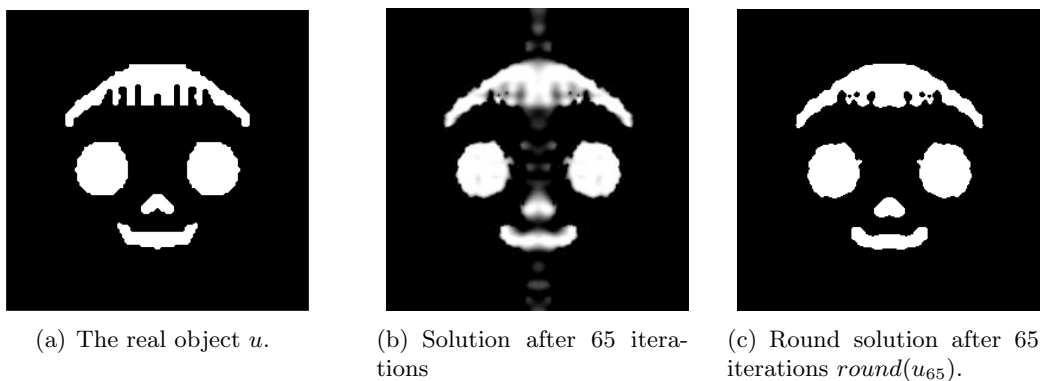 (a) The real object u.
(b) Solution after 65 itera-
tions
(c) Round solution after 65
iterations round(u₆₅).